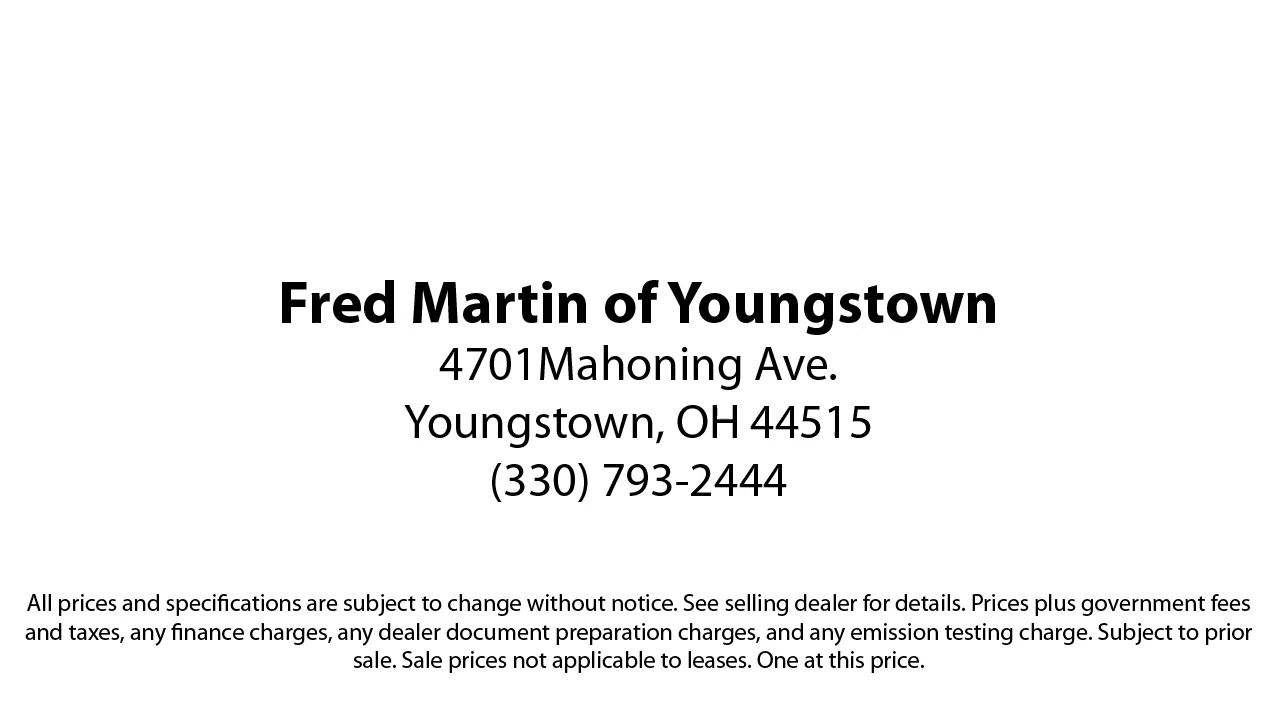 Fred Martin of Youngstown
4701Mahoning Ave.
Youngstown, OH 44515
(330) 793-2444
All prices and specifications are subject to change without notice. See selling dealer for details. Prices plus government fees
and taxes, any finance charges, any dealer document preparation charges, and any emission testing charge. Subject to prior
sale. Sale prices not applicable to leases. One at this price.